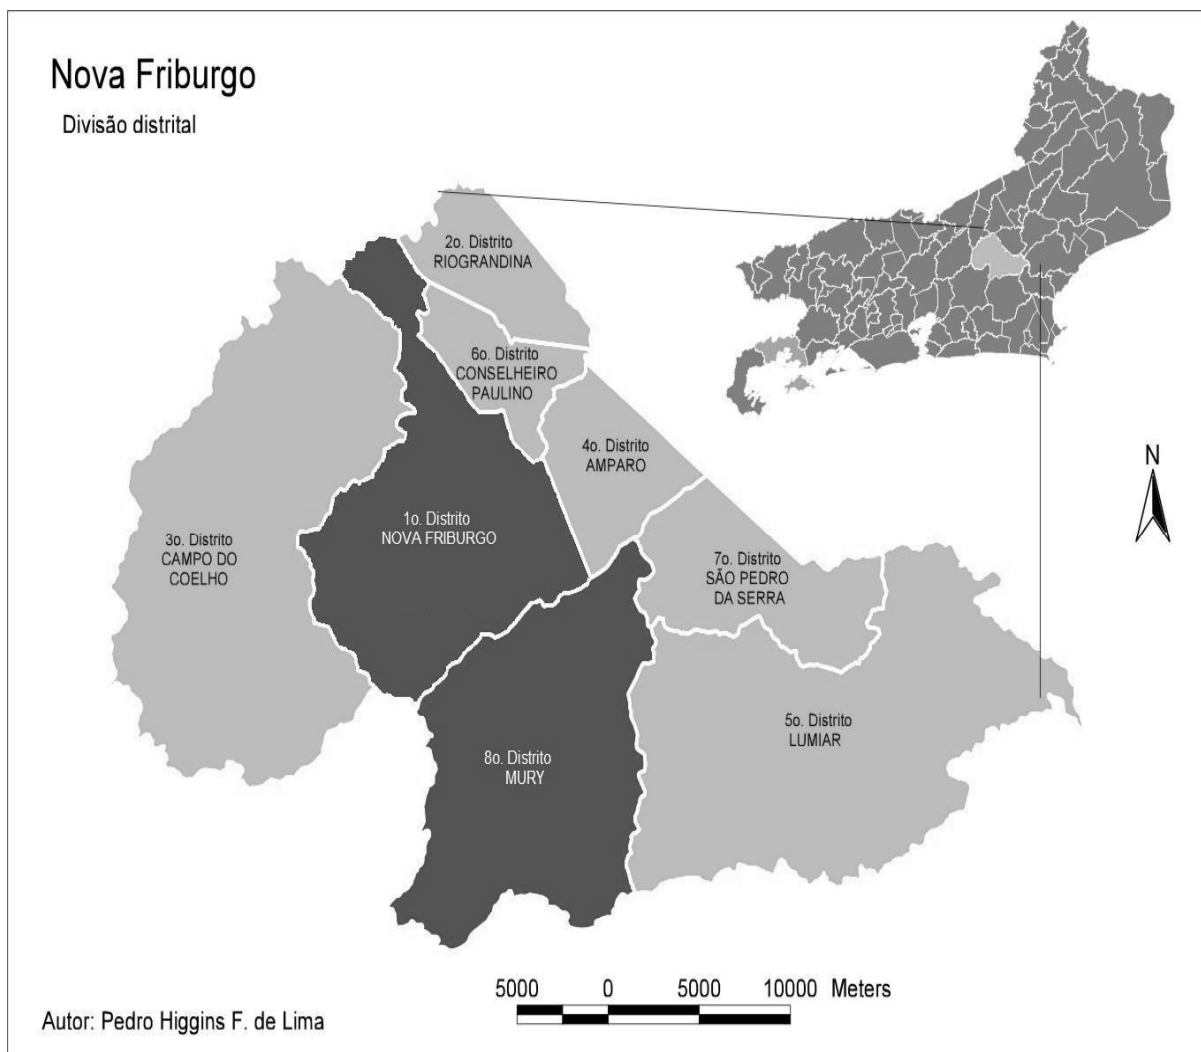 Nova Friburgo
Divisão distrital
2o. Distrito
RIOGRANDINA
6o. Distrito
CONSELHEIRO
PAULINO
4o. Distrito
AMPARO
1o. Distrito
NOVA FRIBURGO
3o. Distrito
CAMPO DO
COELHO
7o. Distrito
SÃO PEDRO
DA SERRA
5o. Distrito
LUMIAR
8o. Distrito
MURY
N
5000 0 5000 10000 Meters
Autor: Pedro Higgins F. de Lima